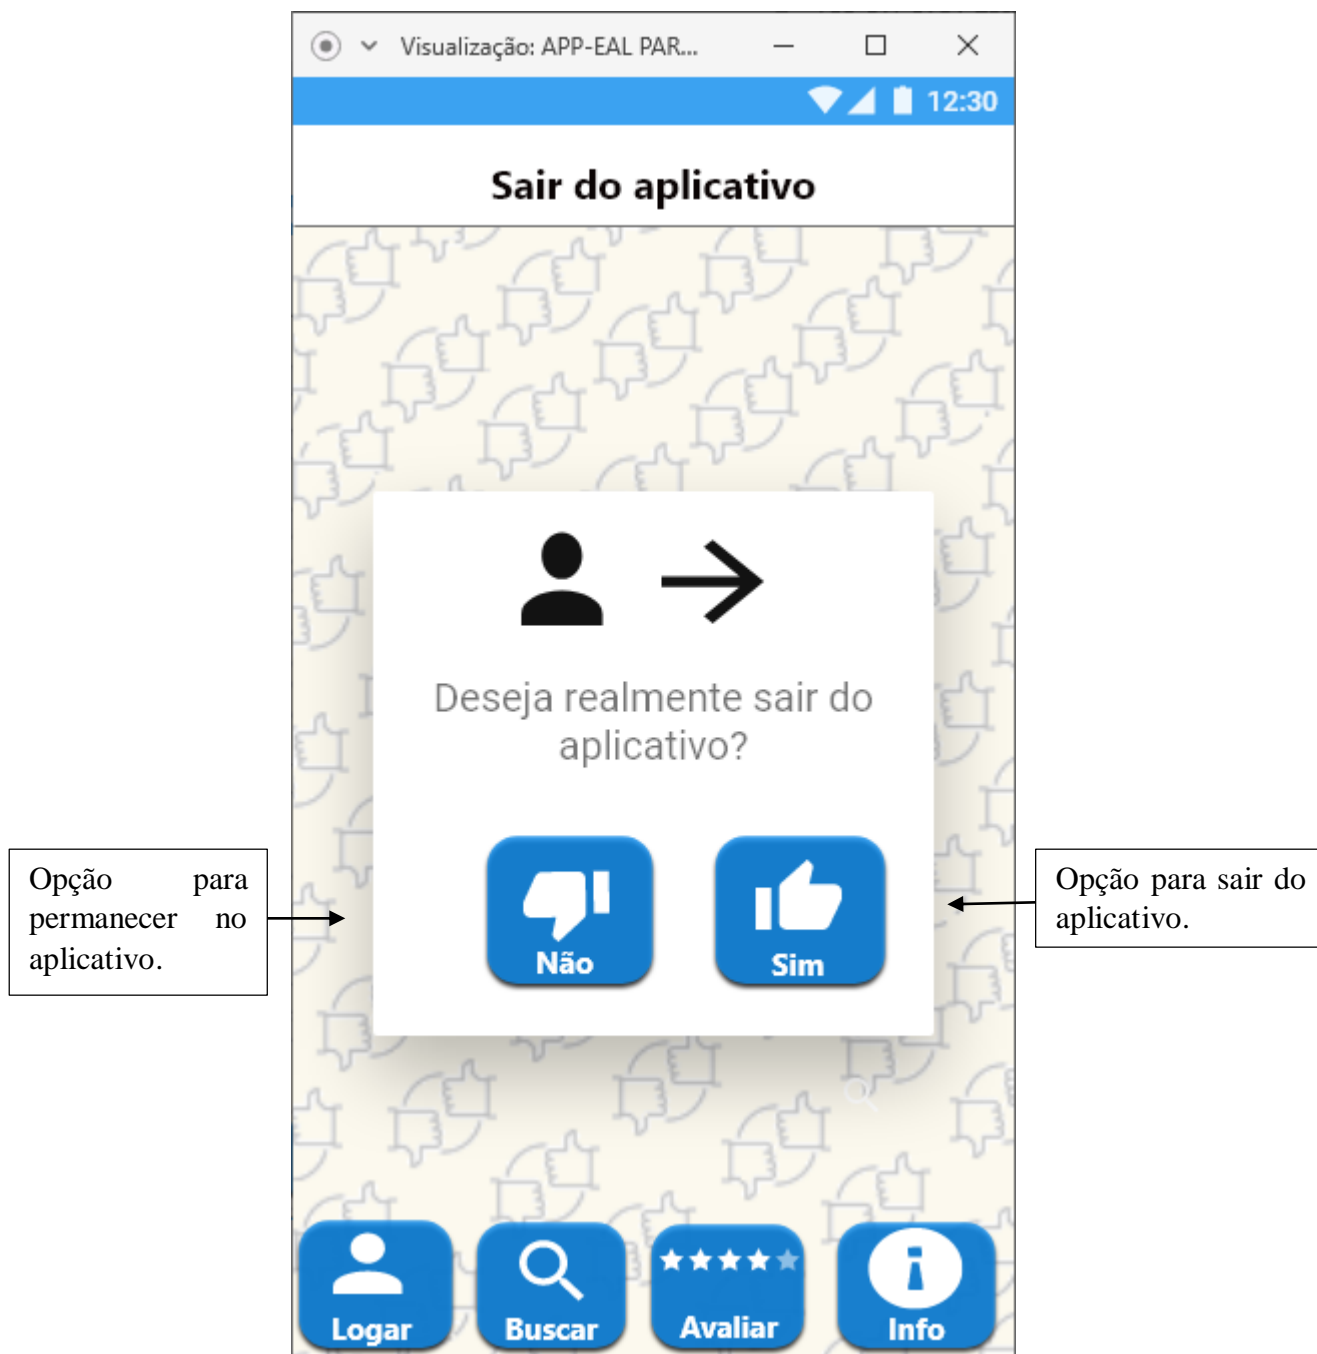 Visualização: APP-EAL PAR...
12:30
Sair do aplicativo
Deseja realmente sair do
aplicativo?
Opção para
permanecer no
aplicativo.
Não
Sim
Opção para sair do
aplicativo.
Logar
Buscar
Avaliar
Info